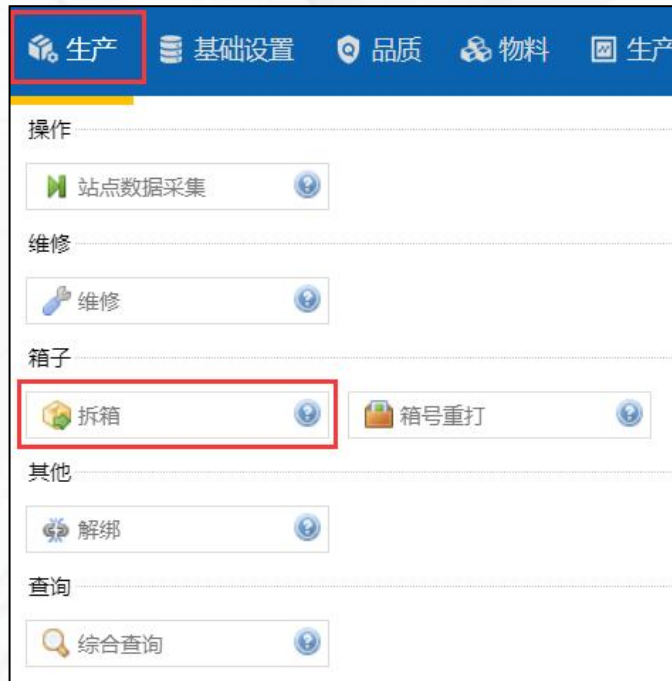 生产 基础设置 品质 物料 生产
操作
站点数据采集
维修
维修
箱子
拆箱 箱号重打
其他
解绑
查询
综合查询